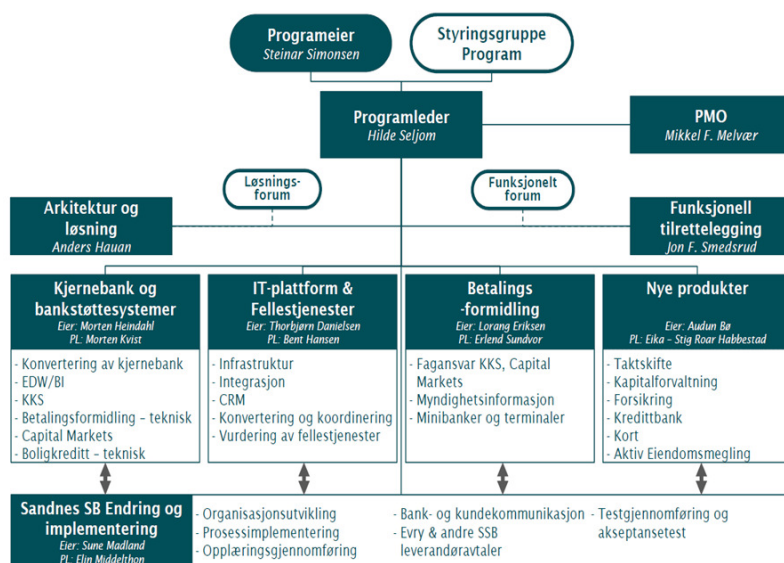 Programeier
Steinar Simonsen
Styringsgruppe
Program
Programleder
Hilde Seljom
PMO
Mikkel F. Melvær
Løsnings-
forum
Funksjonelt
forum
Arkitektur og
løsning
Anders Hauan
Funksjonell
tilrettelegging
Jon F. Smedsrud
Kjernebank og
bankstøttesystemer
Eier: Morten Heindahl
PL: Morten Kvist
- Konvertering av kjernebank
- EDW/BI
- KKS
- Betalingsformidling – teknisk
- Capital Markets
- Boligkreditt – teknisk
IT-plattform &
Fellestjenester
Eier: Thorbjørn Danielsen
PL: Bent Hansen
- Infrastruktur
- Integrasjon
- CRM
- Konvertering og koordinering
- Vurdering av fellestjenester
Betalings
-formidling
Eier: Lorang Eriksen
PL: Erlend Sundvor
- Fagansvar KKS, Capital
Markets
- Myndighetsinformasjon
- Minibanker og terminaler
Nye produkter
Eier: Audun Bø
PL: Eika – Stig Roar Habbestad
- Taktskifte
- Kapitalforvaltning
- Forsikring
- Kredittbank
- Kort
- Aktiv Eiendomsmegling
Sandnes SB Endring og
implementering
Eier: Sune Madland
PL: Elin Middelthon
- Organisasjonsutvikling
- Prosessimplementering
- Opplæringsgjennomføring
- Bank- og kundekommunikasjon
- Evry & andre SSB
leverandøravtaler
- Testgjennomføring og
akseptansetest